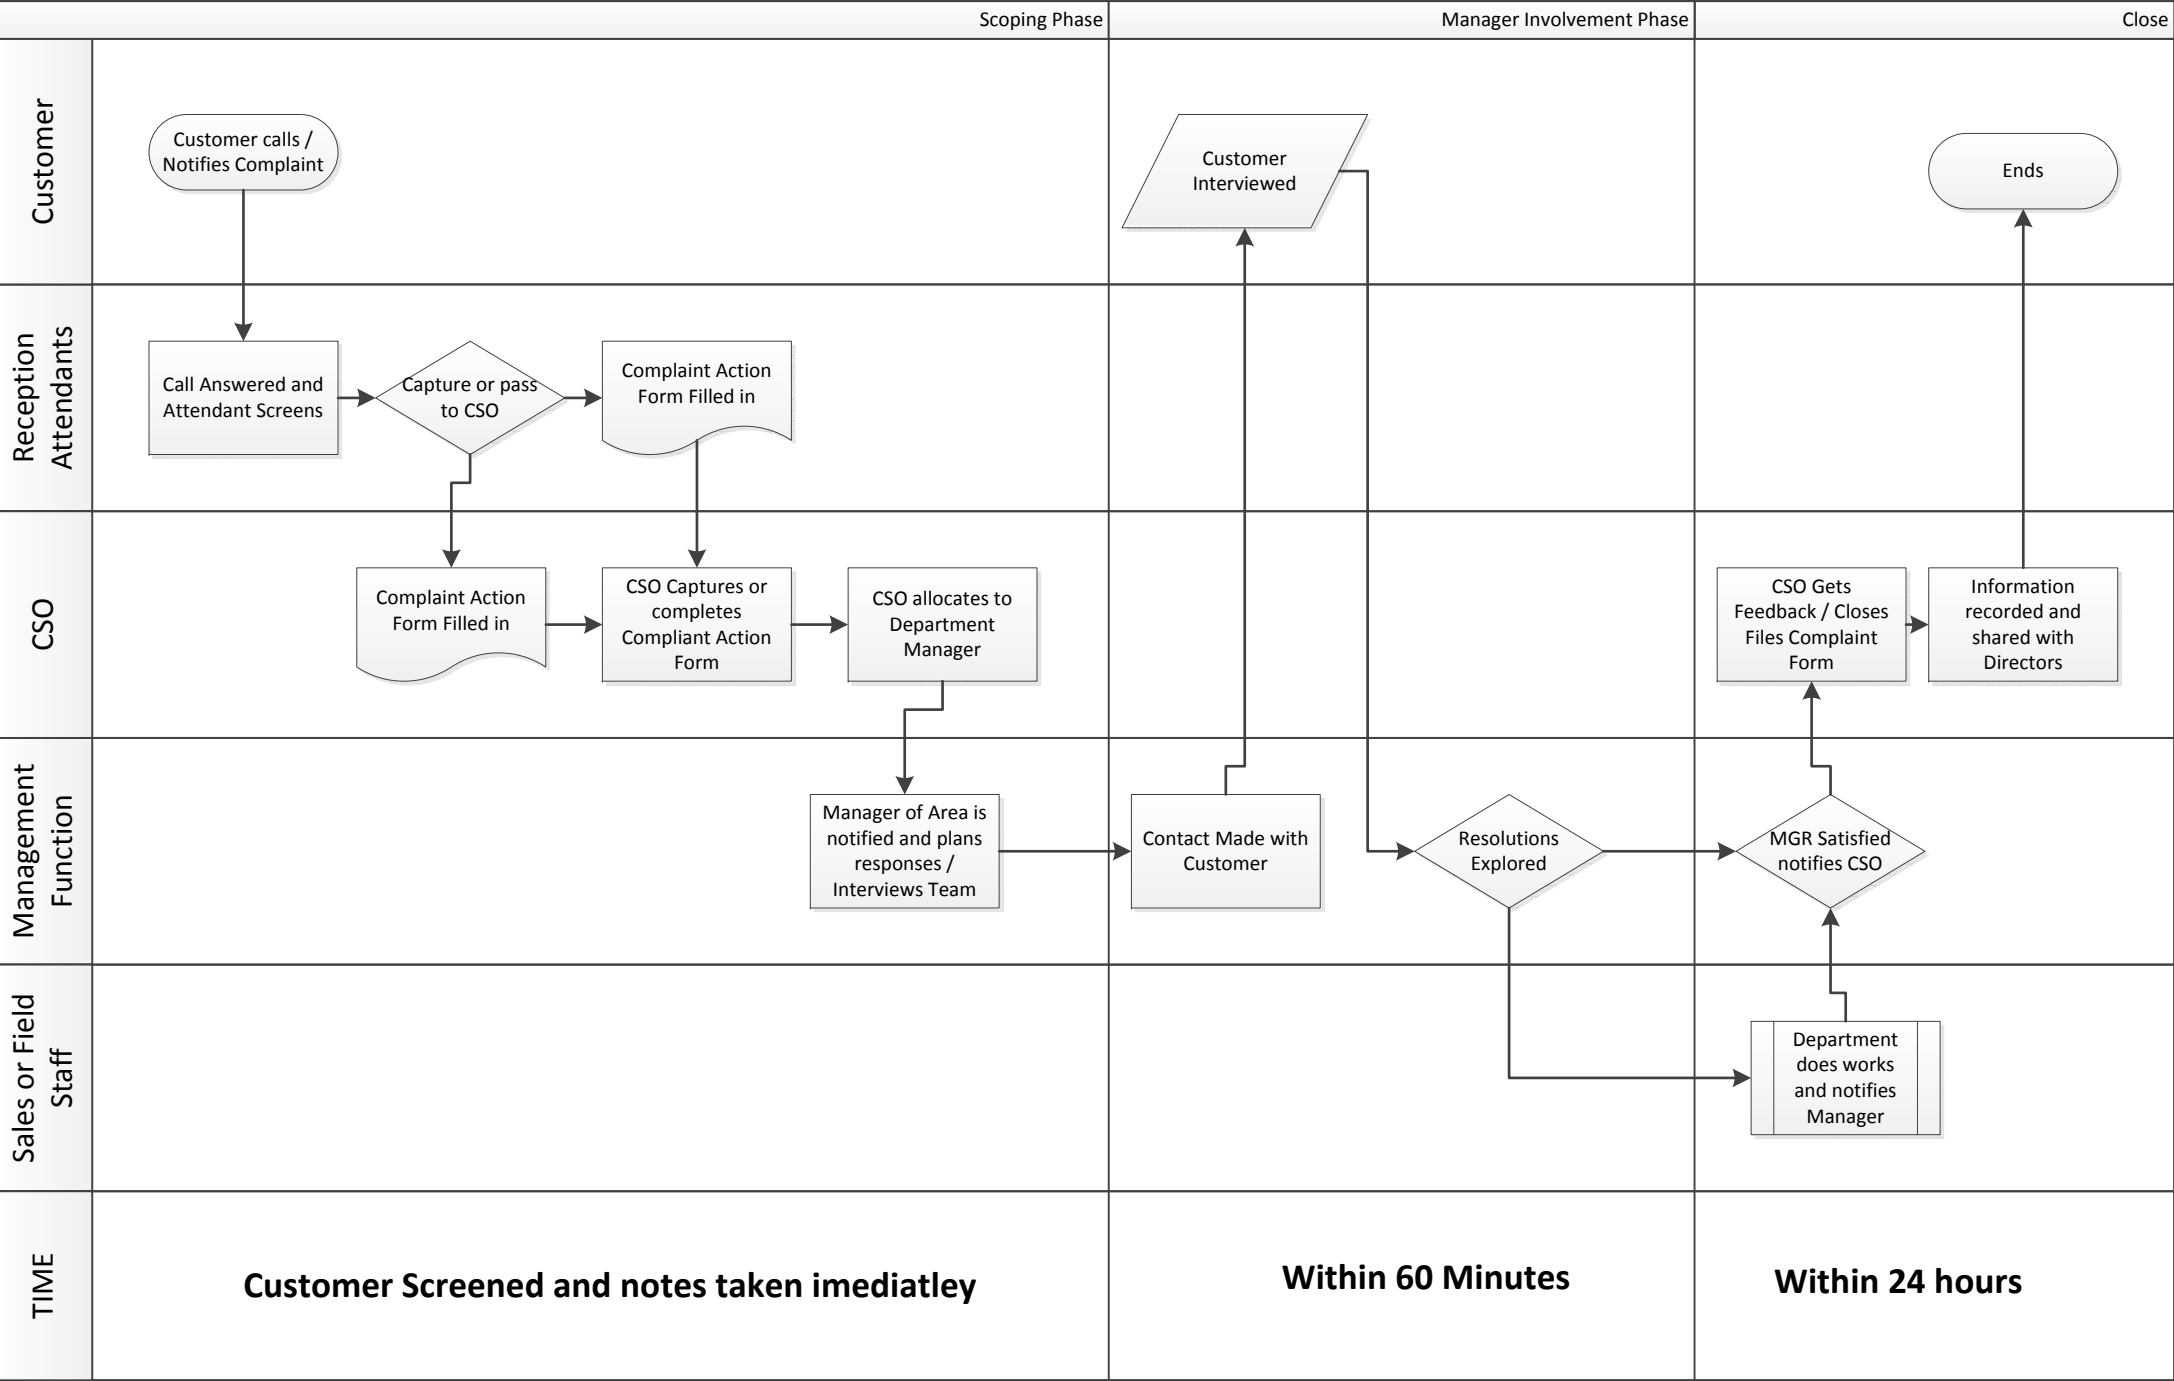 Scoping Phase
Manager Involvement Phase
Close
Customer
Customer calls /
Notifies Complaint
Customer
Interviewed
Ends
Reception
Attendants
Call Answered and
Attendant Screens
Capture or pass
to CSO
Complaint Action
Form Filled in
CSO
Complaint Action
Form Filled in
CSO Captures or
completes
Compliant Action
Form
CSO allocates to
Department
Manager
CSO Gets
Feedback / Closes
Files Complaint
Form
Information
recorded and
shared with
Directors
Management
Function
Manager of Area is
notified and plans
responses /
Interviews Team
Contact Made with
Customer
Resolutions
Explored
MGR Satisfied
notifies CSO
Sales or Field
Staff
Department
does works
and notifies
Manager
TIME
Customer Screened and notes taken imediatley
Within 60 Minutes
Within 24 hours